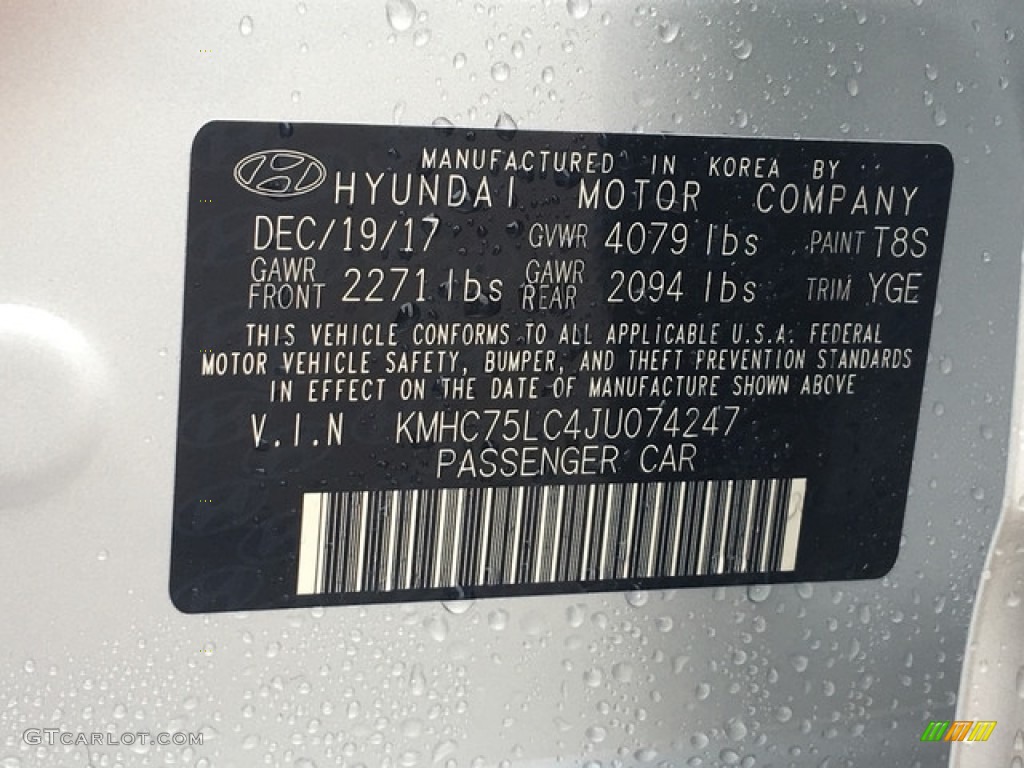 MANUFACTURED IN KOREA BY
HYUNDAI MOTOR COMPANY
DEC/19/17 GVWR 4079 lbs PAINT T8S
GAWR FRONT 2271 lbs GAWR REAR 2094 lbs TRIM YGE
THIS VEHICLE CONFORMS TO ALL APPLICABLE U.S.A. FEDERAL
MOTOR VEHICLE SAFETY, BUMPER, AND THEFT PREVENTION STANDARDS
IN EFFECT ON THE DATE OF MANUFACTURE SHOWN ABOVE
V.I.N KMHC75LC4JU074247
PASSENGER CAR
GTcarlot.com